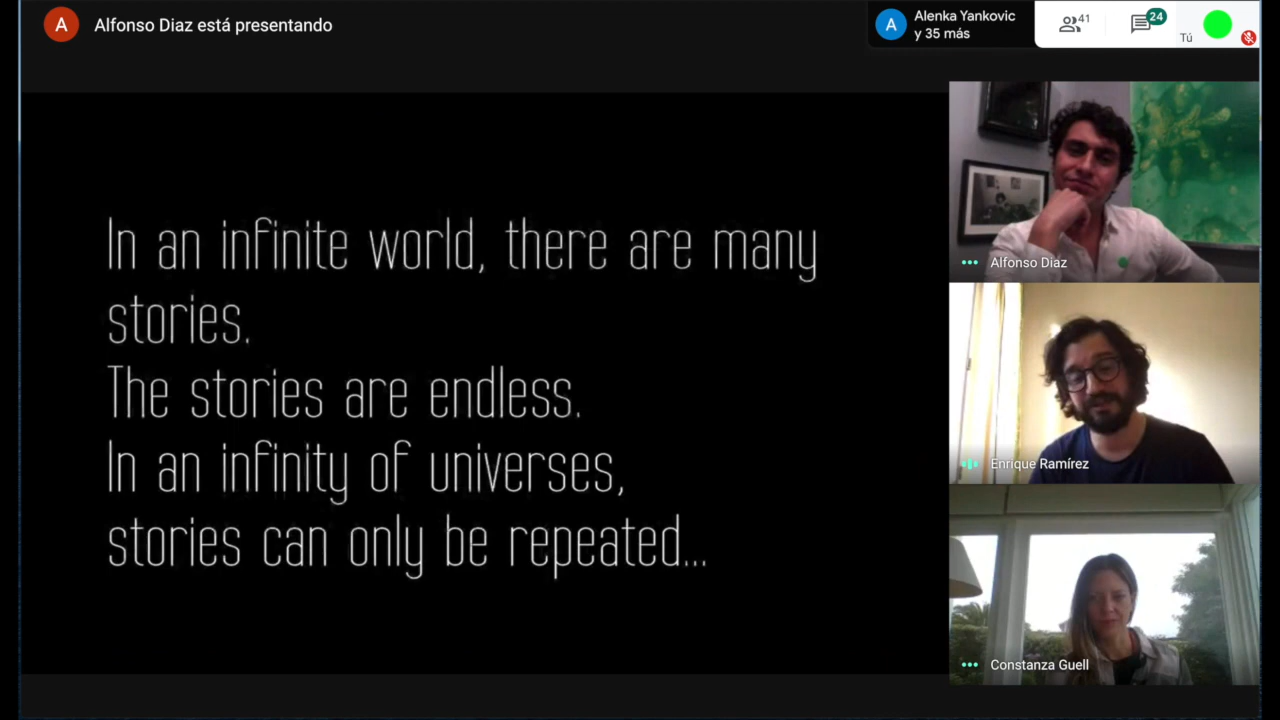 A
Alfonso Diaz está presentando
A
Alenka Yankovic
y 35 más
41
24
Tú
In an infinite world, there are many
stories.
The stories are endless.
In an infinity of universes,
stories can only be repeated...
Alfonso Diaz
Enrique Ramírez
Constanza Guell